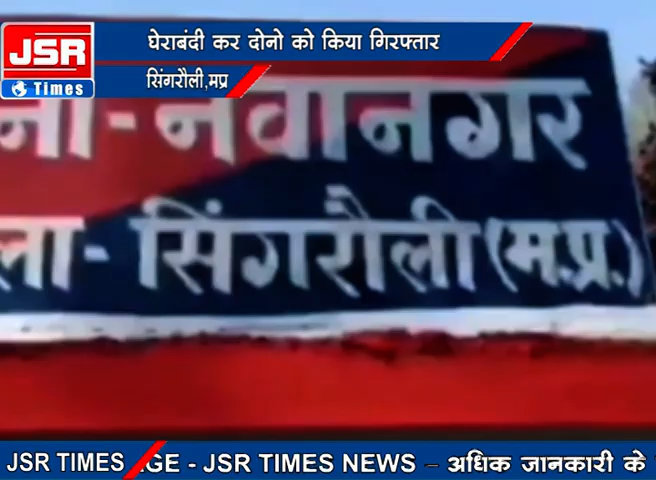 JSR
Times
घेराबंदी कर दोनो को किया गिरफ्तार
सिंगरौली,मप्र
ना-नवानगर
ला- सिंगरौली (म.प्र.)
JSR TIMES GE - JSR TIMES NEWS – अधिक जानकारी के